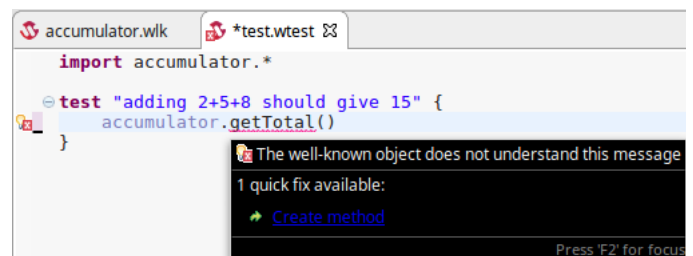 accumulator.wlk *test.wtest
import accumulator.*
test "adding 2+5+8 should give 15" {
accumulator.getTotal()
}
The well-known object does not understand this message
1 quick fix available:
Create method
Press 'F2' for focus